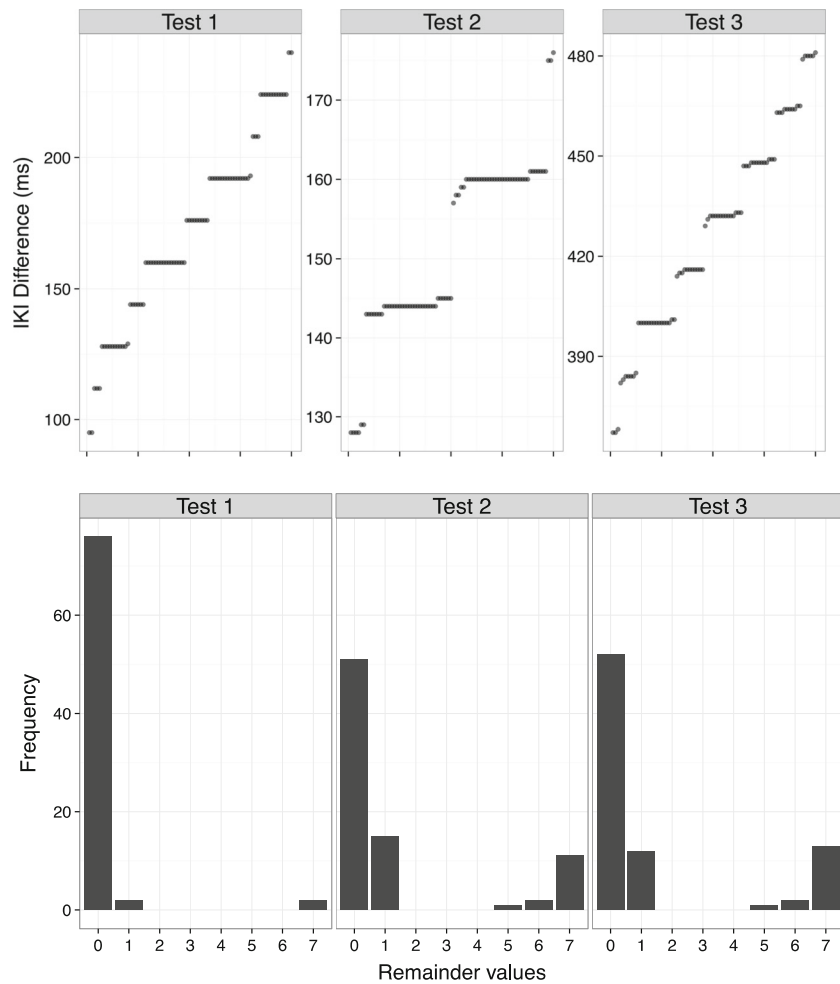 Test 1 Test 2 Test 3
IKI Difference (ms)
200
150
100
170
160
150
140
130
480
450
420
390
Test 1 Test 2 Test 3
Frequency
60
40
20
0
0 1 2 3 4 5 6 7 0 1 2 3 4 5 6 7 0 1 2 3 4 5 6 7
Remainder values